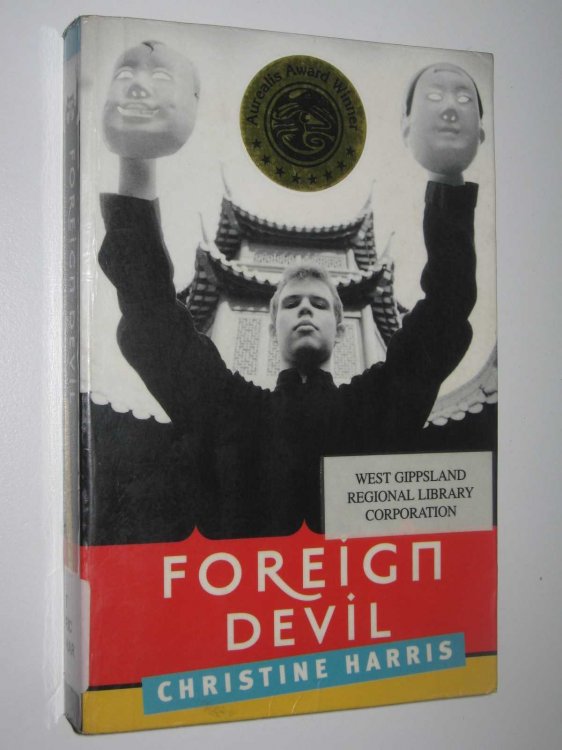 Aurealis Award Winner
WEST GIPPSLAND
REGIONAL LIBRARY
CORPORATION
FOREIGN
DEVIL
CHRISTINE HARRIS
FOREIGN DEVIL